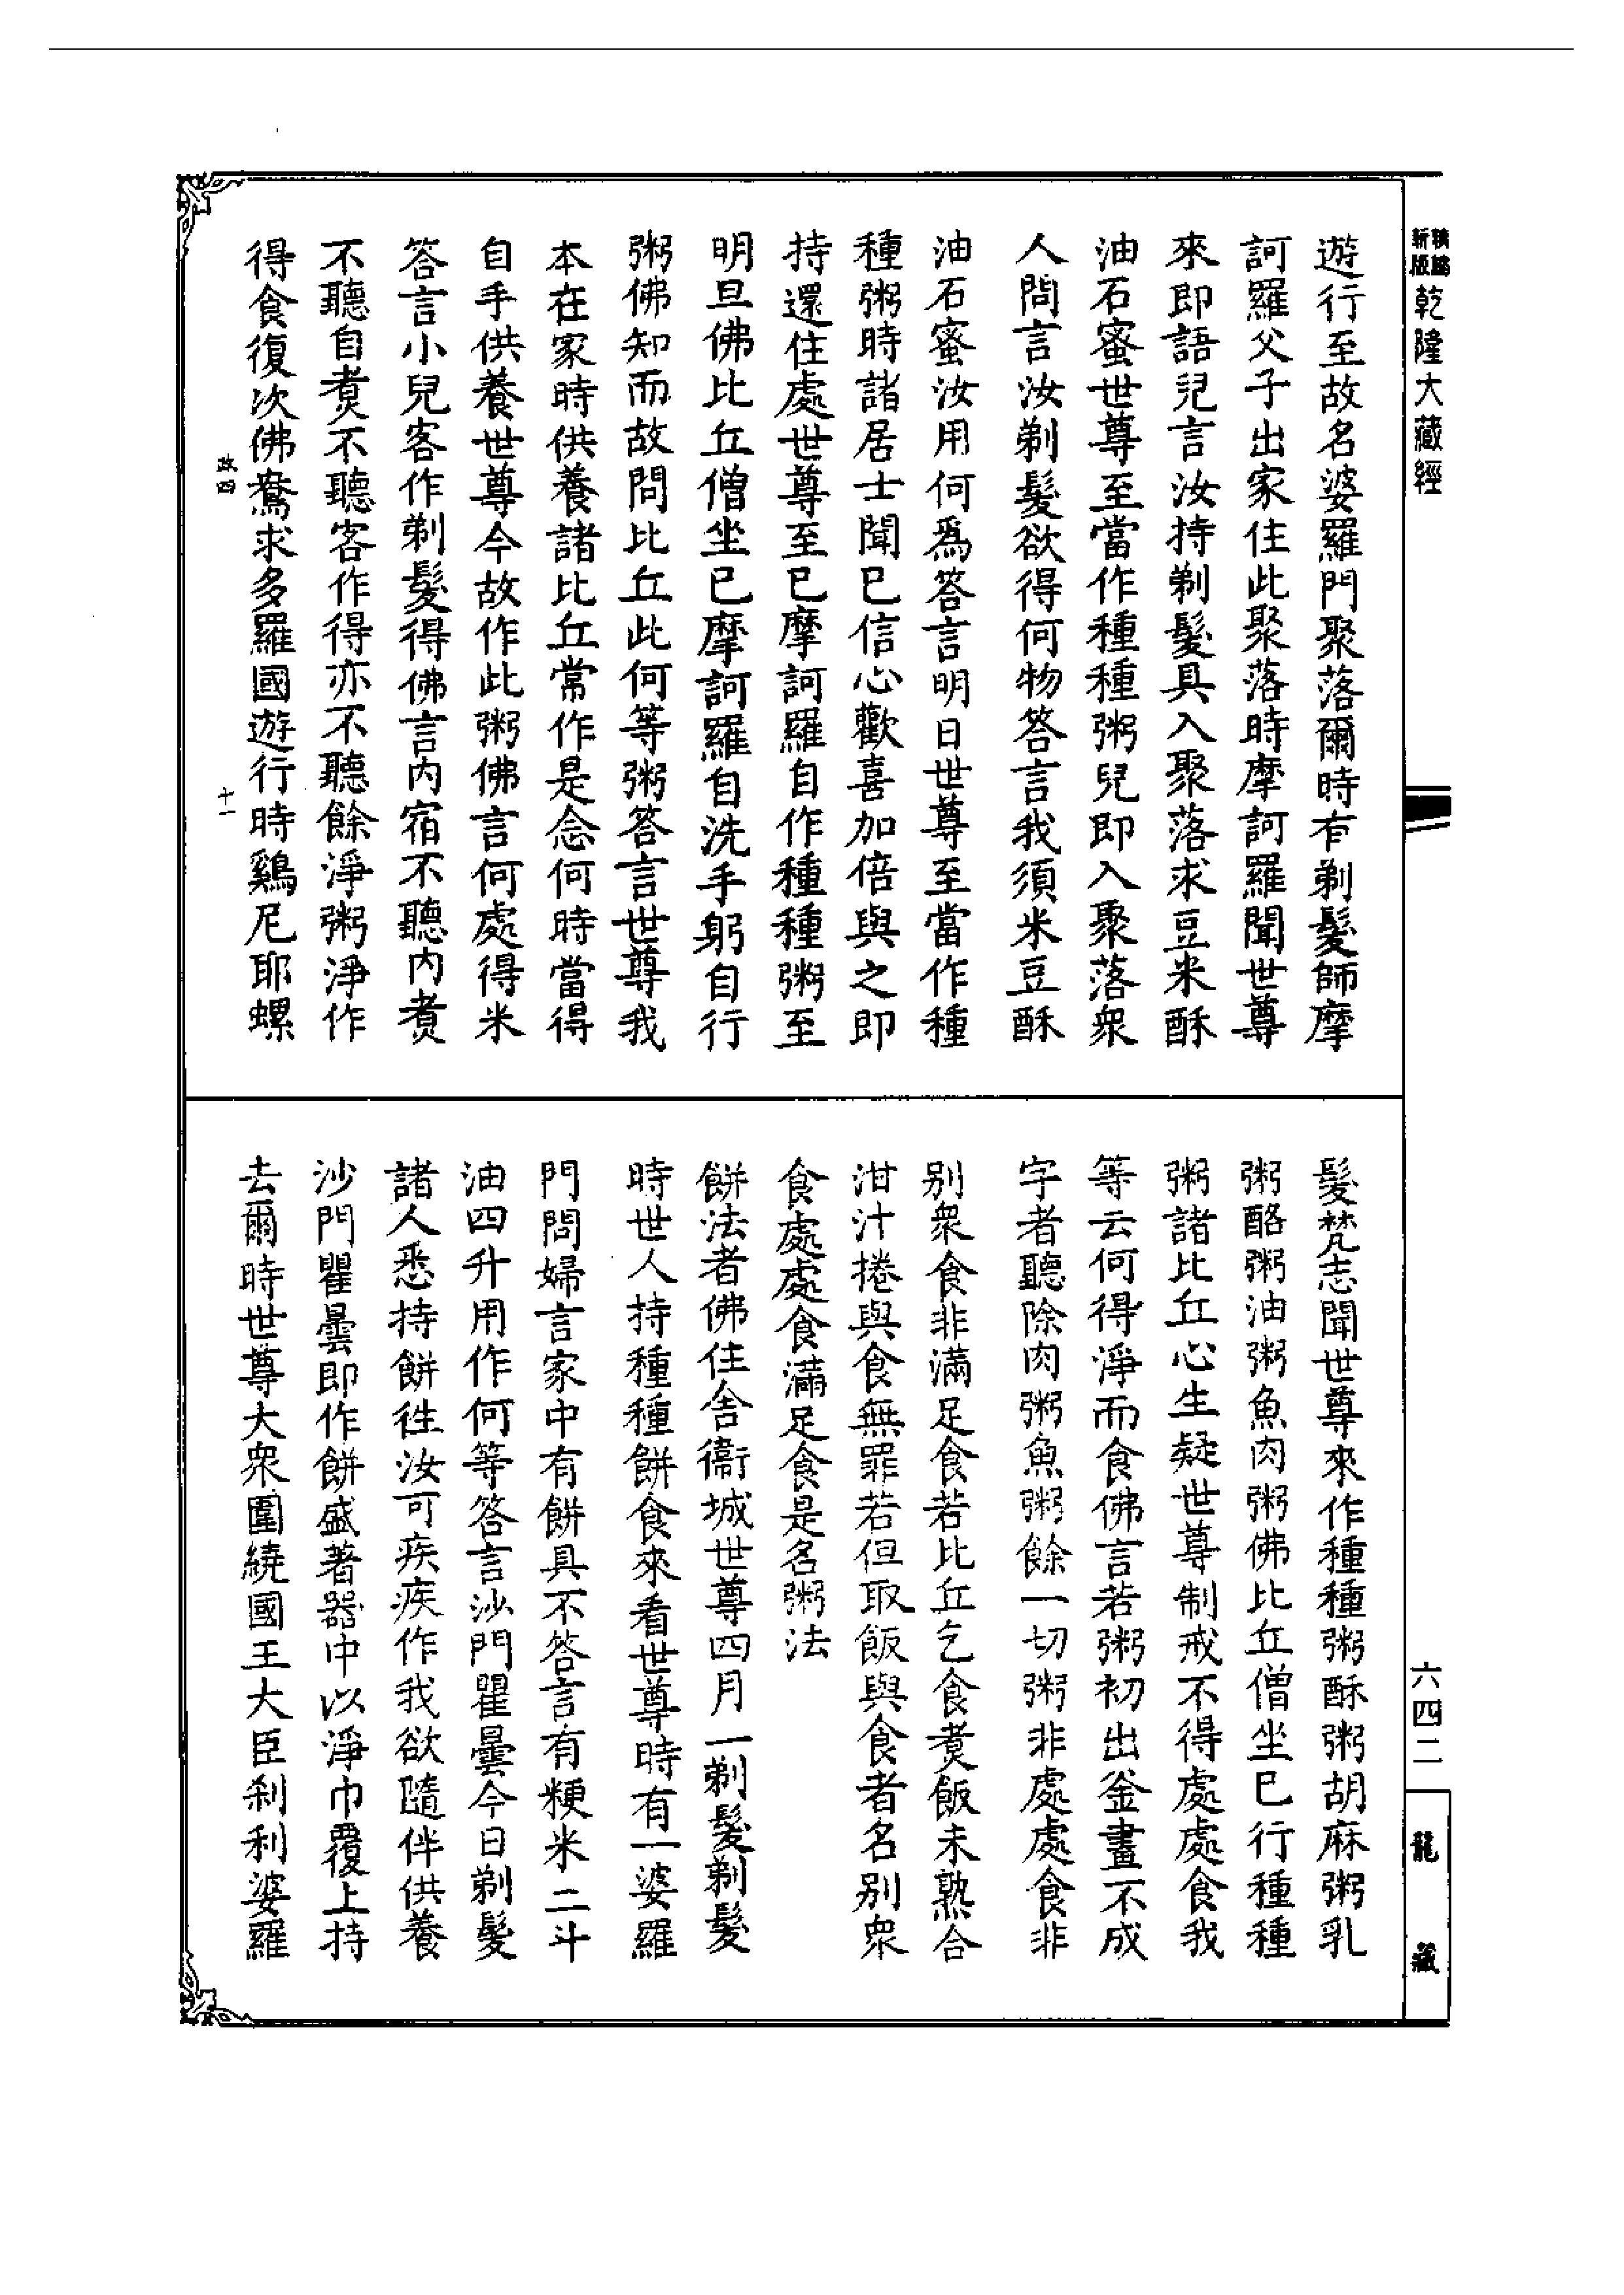 新版
乾隆大藏經
遊行至故名婆羅門聚落爾時有剃髮師摩
訶羅父子出家住此聚落時摩訶羅聞世尊
來即語兒言汝持剃髮具入聚落求豆米酥
油石蜜世尊至當作種種粥兒即入聚落衆
人問言汝剃髮欲得何物答言我須米豆酥
油石蜜汝用何爲答言明日世尊至當作種
種粥時諸居士聞已信心歡喜加倍與之即
持還住處世尊至已摩訶羅自作種種粥至
明旦佛比丘僧坐已摩訶羅自洗手躬自行
粥佛知而故問比丘此何等粥答言世尊我
本在家時供養諸比丘常作是念何時當得
自手供養世尊今故作此粥佛言何處得米
答言小兒客作剃髮得佛言內宿不聽內煮
不聽自煮不聽客作得亦不聽餘淨粥淨作
得食復次佛鴦求多羅國遊行時鷄尼耶螺
政四
十一
髮梵志聞世尊來作種種粥酥粥胡麻粥乳
粥酪粥油粥魚肉粥佛比丘僧坐已行種種
粥諸比丘心生疑世尊制戒不得處處食我
等云何得淨而食佛言若粥初出釜畫不成
字者聽除肉粥魚粥餘一切粥非處處食非
別衆食非滿足食若比丘乞食煮飯未熟合
泔汁捲與食無罪若但取飯與食者名別衆
食處處食滿足食是名粥法
餅法者佛住舍衞城世尊四月一剃髮剃髮
時世人持種種餅食來看世尊時有一婆羅
門問婦言家中有餅具不答言有粳米二斗
油四升用作何等答言沙門瞿曇今日剃髮
諸人悉持餅往汝可疾疾作我欲隨伴供養
沙門瞿曇即作餅盛著器中以淨巾覆上持
去爾時世尊大衆圍繞國王大臣利利婆羅
六四二
龍藏